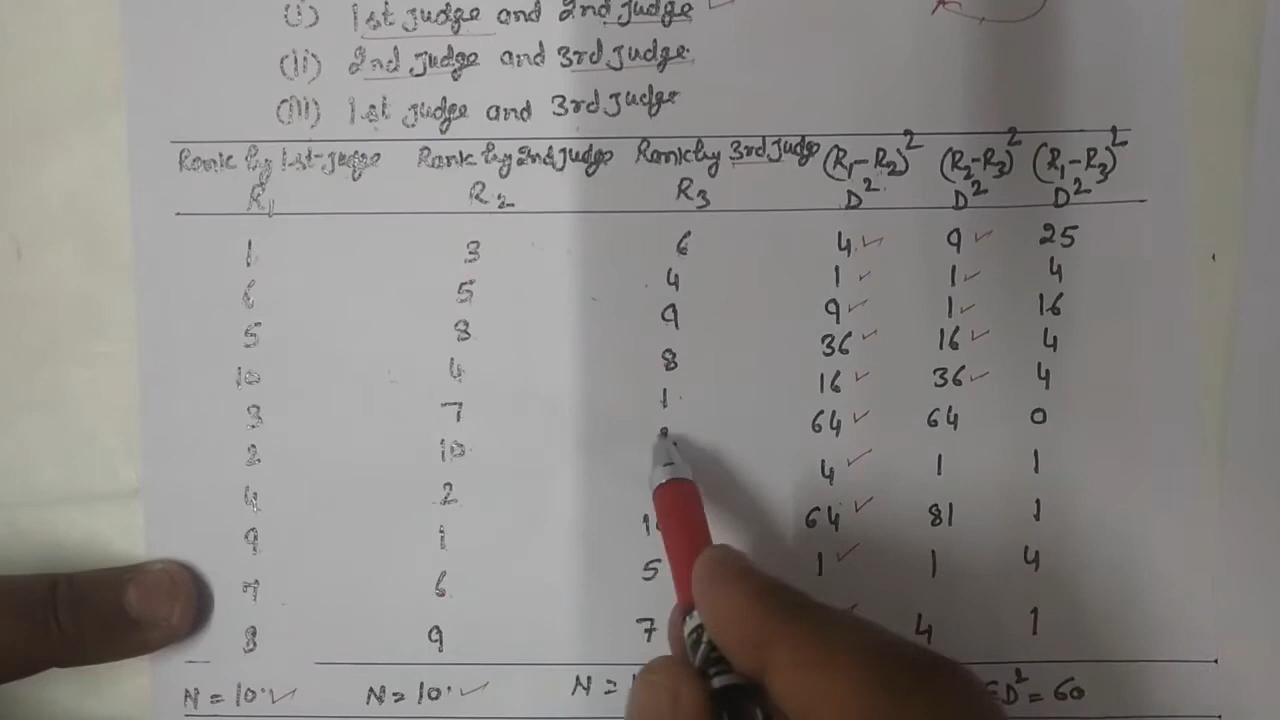 (i) 1st judge and 2nd judge
(ii) 2nd judge and 3rd judge.
(iii) 1st judge and 3rd judge
Rank by 1st-judge Rank by 2nd judge Rank by 3rd judge (R1-R2)² (R2-R3)² (R1-R3)²
R1 R2 R3 D² D² D²
1 3 6 4 9 25
6 5 4 1 1 4
5 8 9 9 1 16
10 4 8 36 16 4
3 7 1 16 36 4
2 10 64 64 0
4 2 4 1 1
9 1 64 81 1
7 6 5 1 1 4
8 9 7 4 1
N = 10. N = 10. N = D² = 60